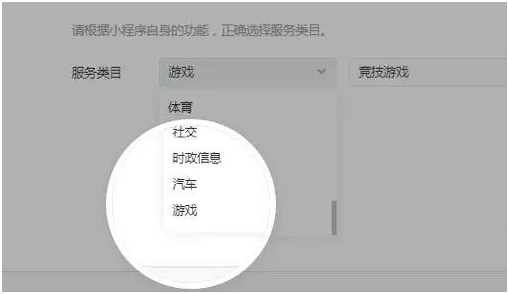 请根据小程序自身的功能，正确选择服务类目。
服务类目 游戏 竞技游戏
体育
社交
时政信息
汽车
游戏